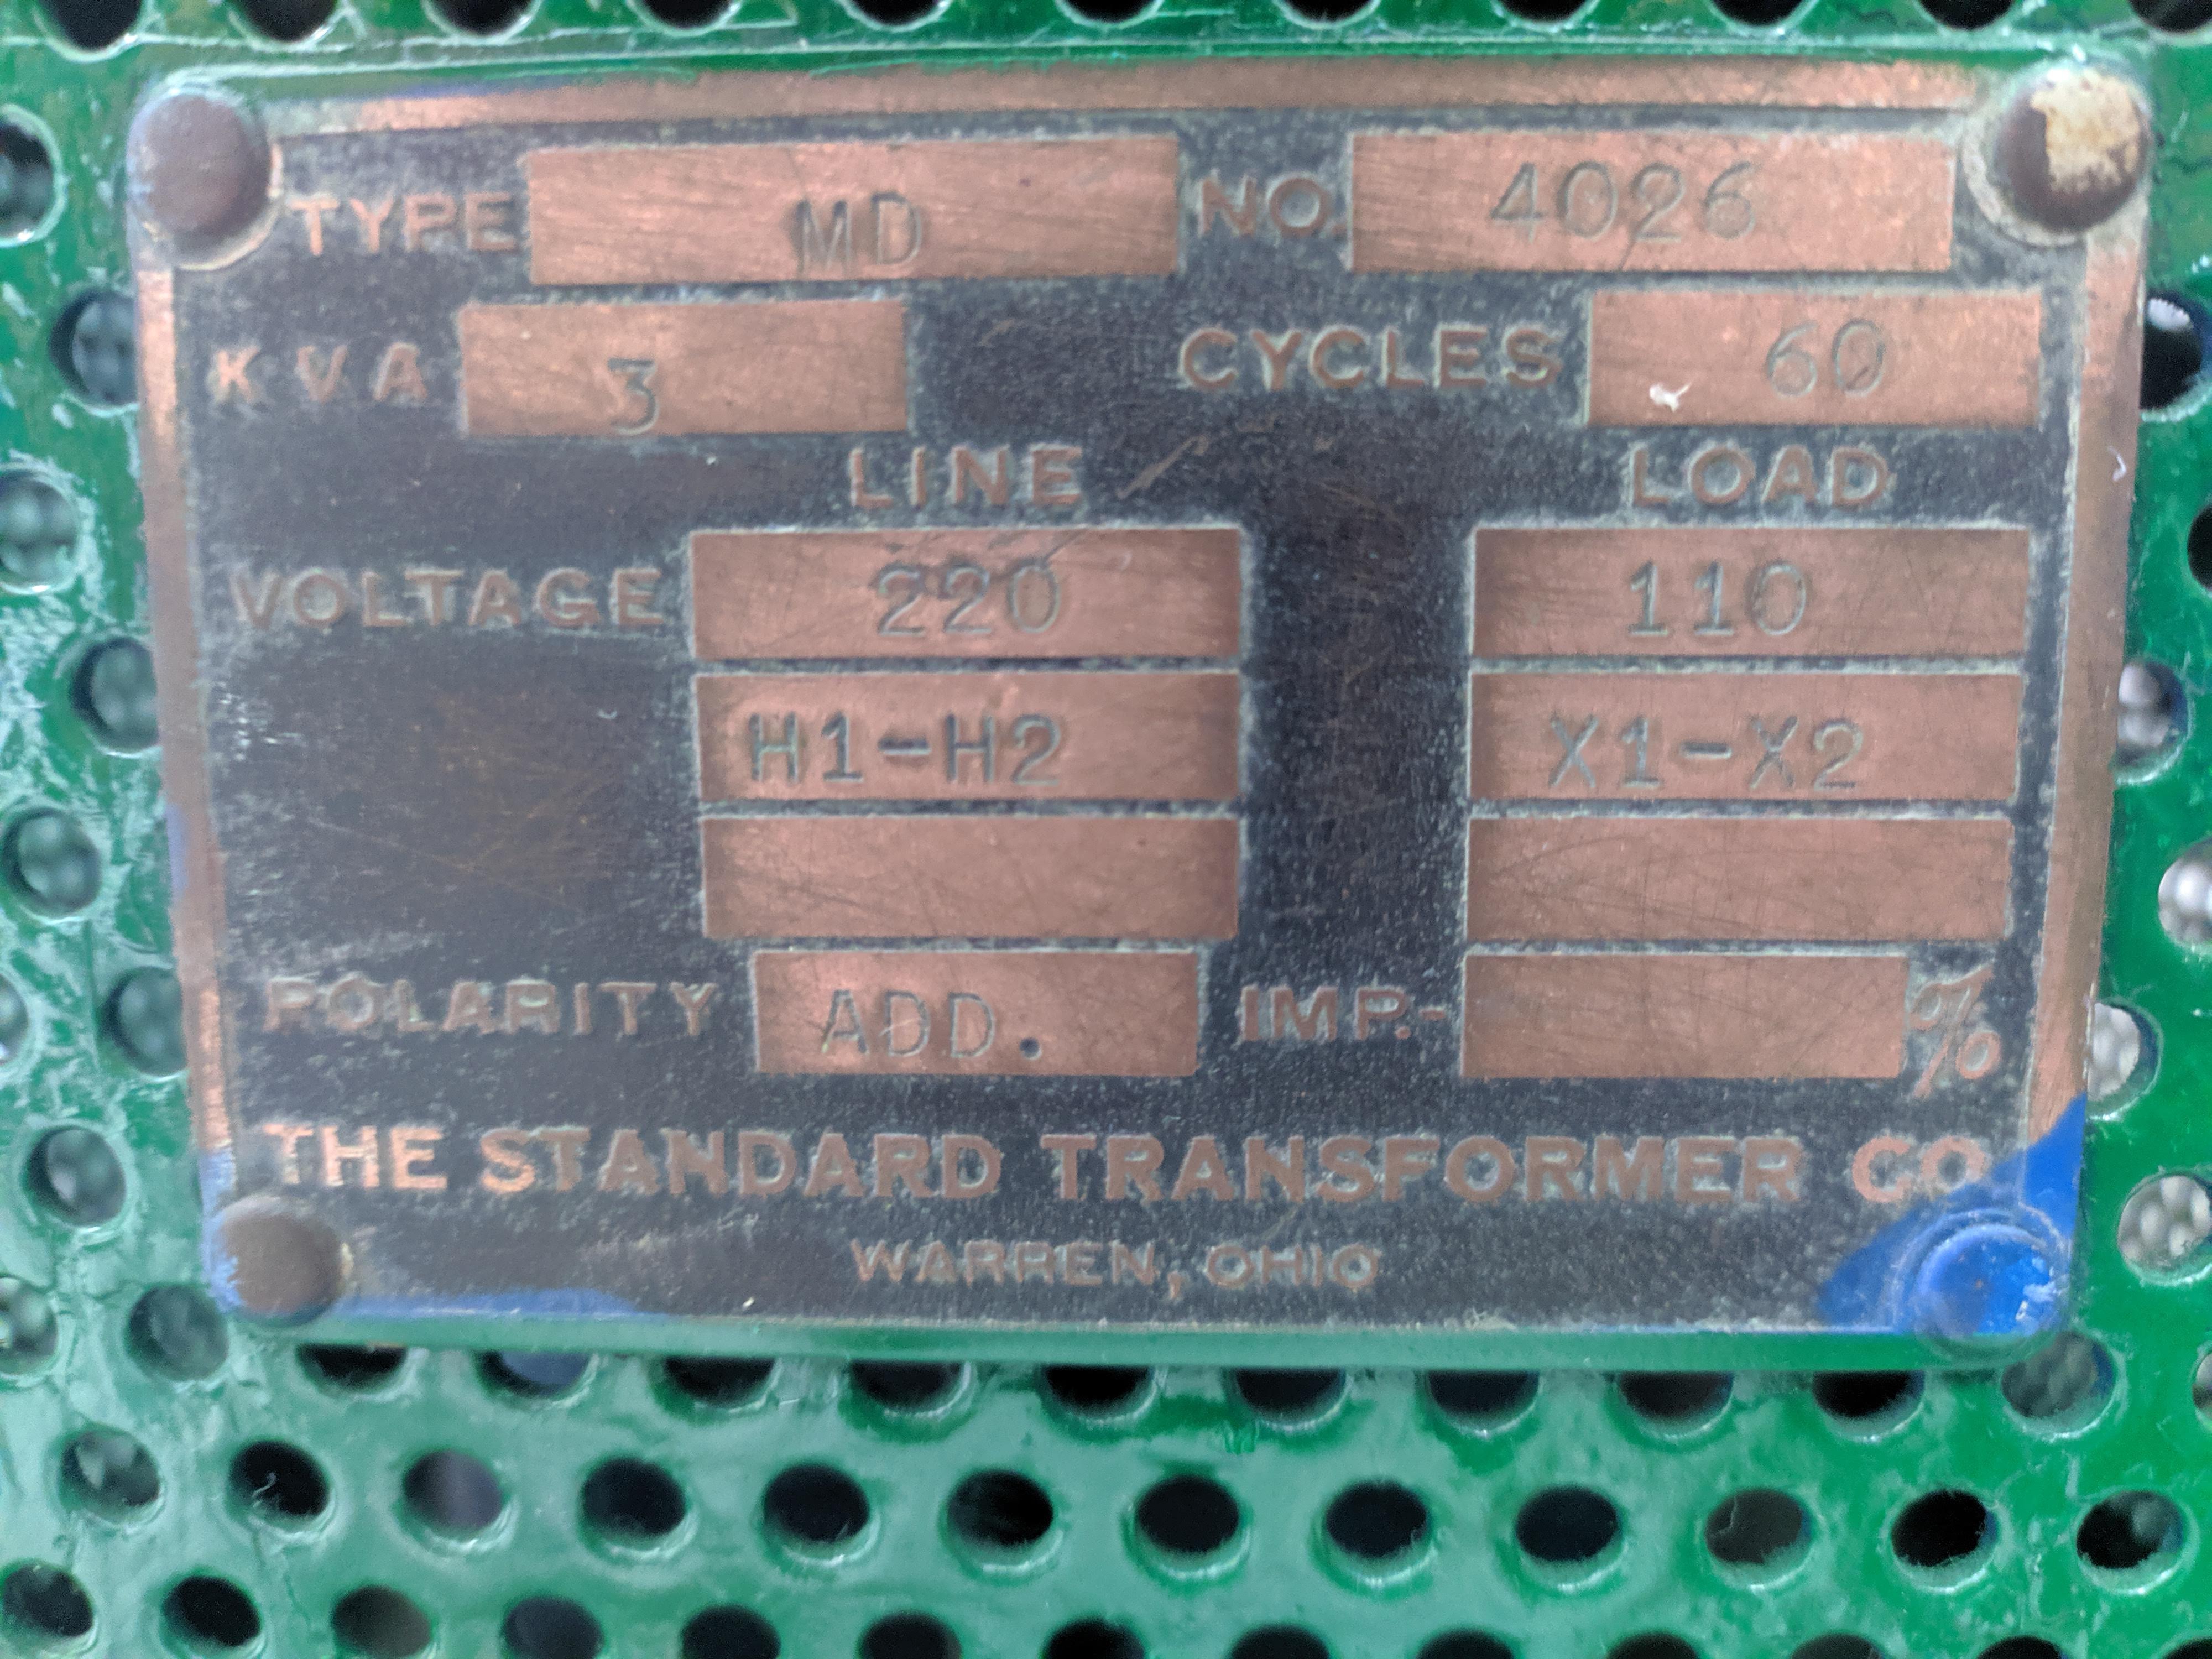 TYPE MD NO. 4026
KVA 3 CYCLES 60
LINE LOAD
VOLTAGE 220 110
H1-H2 X1-X2
POLARITY ADD. IMP.- %
THE STANDARD TRANSFORMER CO
WARREN, OHIO